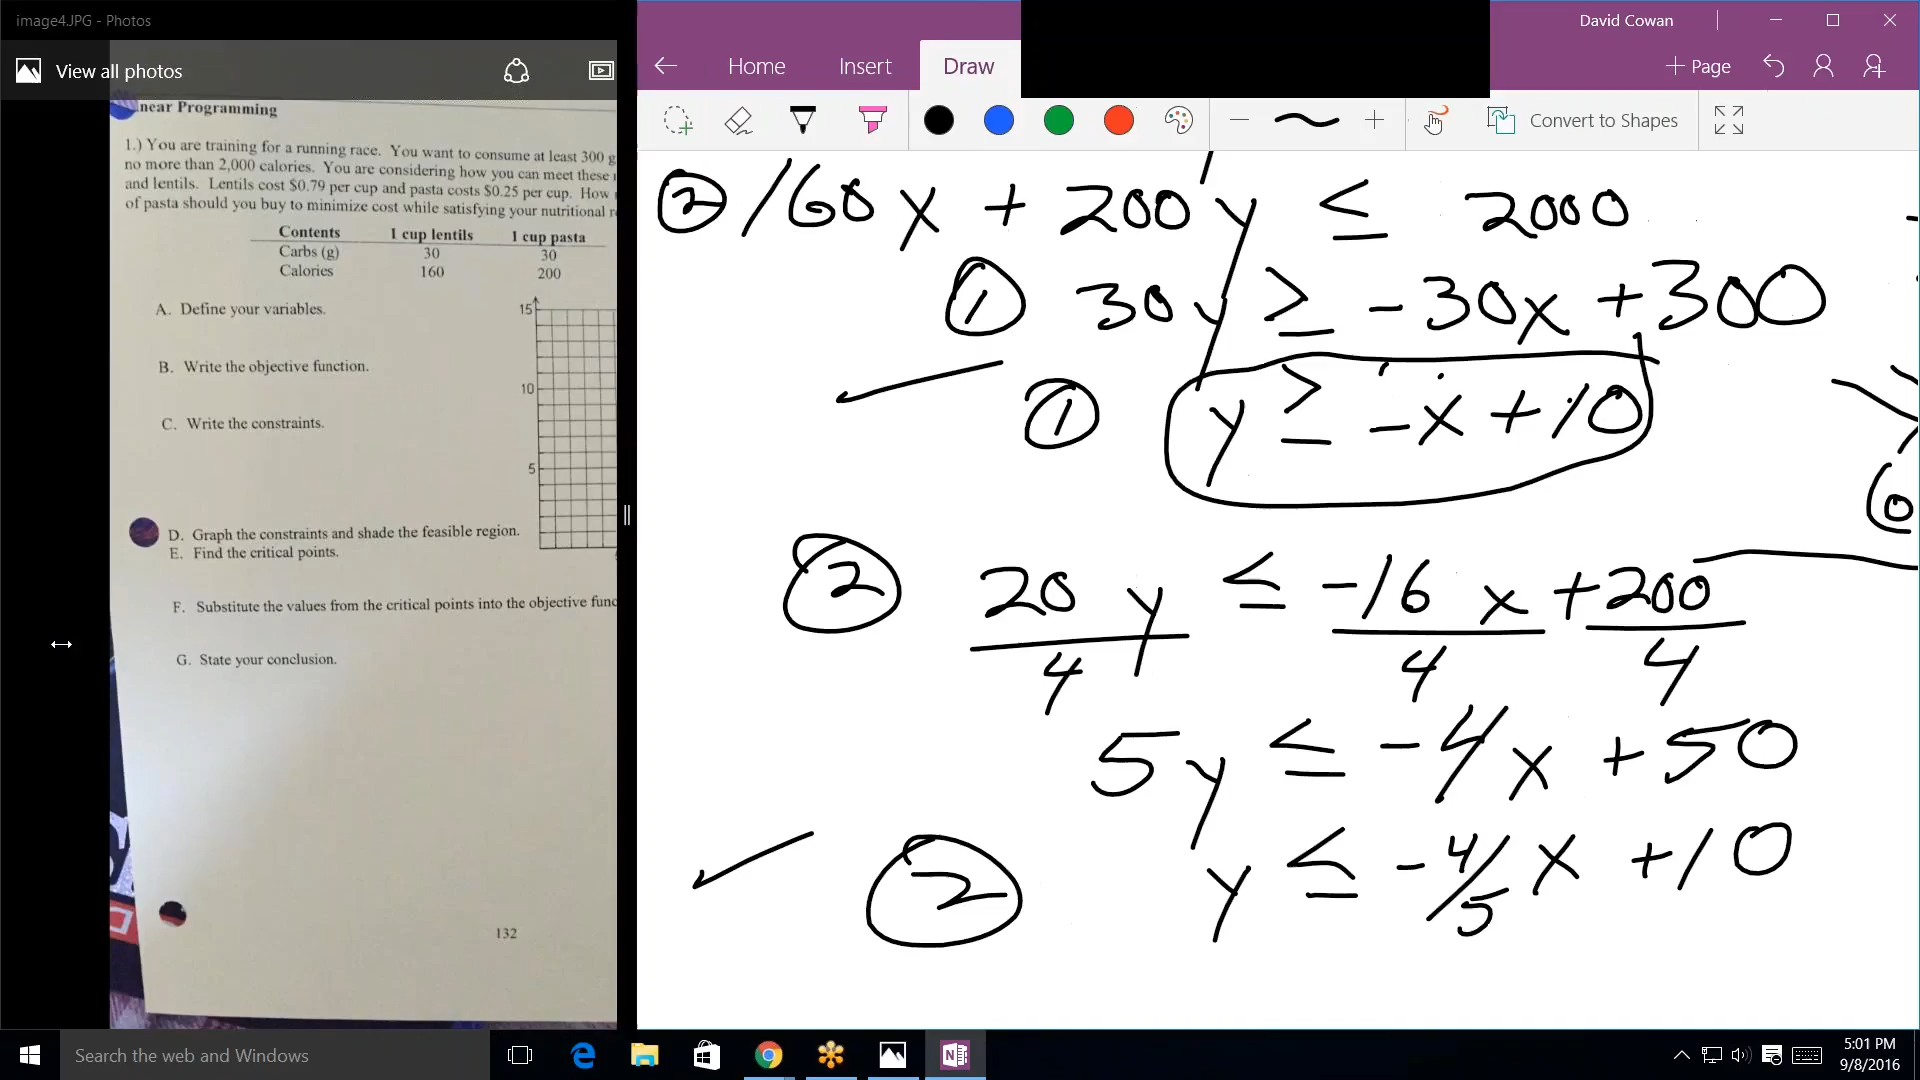 image4.JPG - Photos
View all photos
near Programming
1.) You are training for a running race. You want to consume at least 300 g
no more than 2,000 calories. You are considering how you can meet these
and lentils. Lentils cost $0.79 per cup and pasta costs $0.25 per cup. How
of pasta should you buy to minimize cost while satisfying your nutritional
Contents 1 cup lentils 1 cup pasta
Carbs (g) 30 30
Calories 160 200
A. Define your variables.
15
B. Write the objective function.
10
C. Write the constraints.
5
D. Graph the constraints and shade the feasible region.
E. Find the critical points.
F. Substitute the values from the critical points into the objective func
G. State your conclusion.
132
David Cowan
Home Insert Draw
+ Page
Convert to Shapes
② 160x + 200y ≤ 2000
① 30y ≥ -30x + 300
① y ≥ -x + 10
② 20y ≤ -16x + 200
4 4 4
5y ≤ -4x + 50
② y ≤ -4/5 x + 10
Search the web and Windows
5:01 PM
9/8/2016